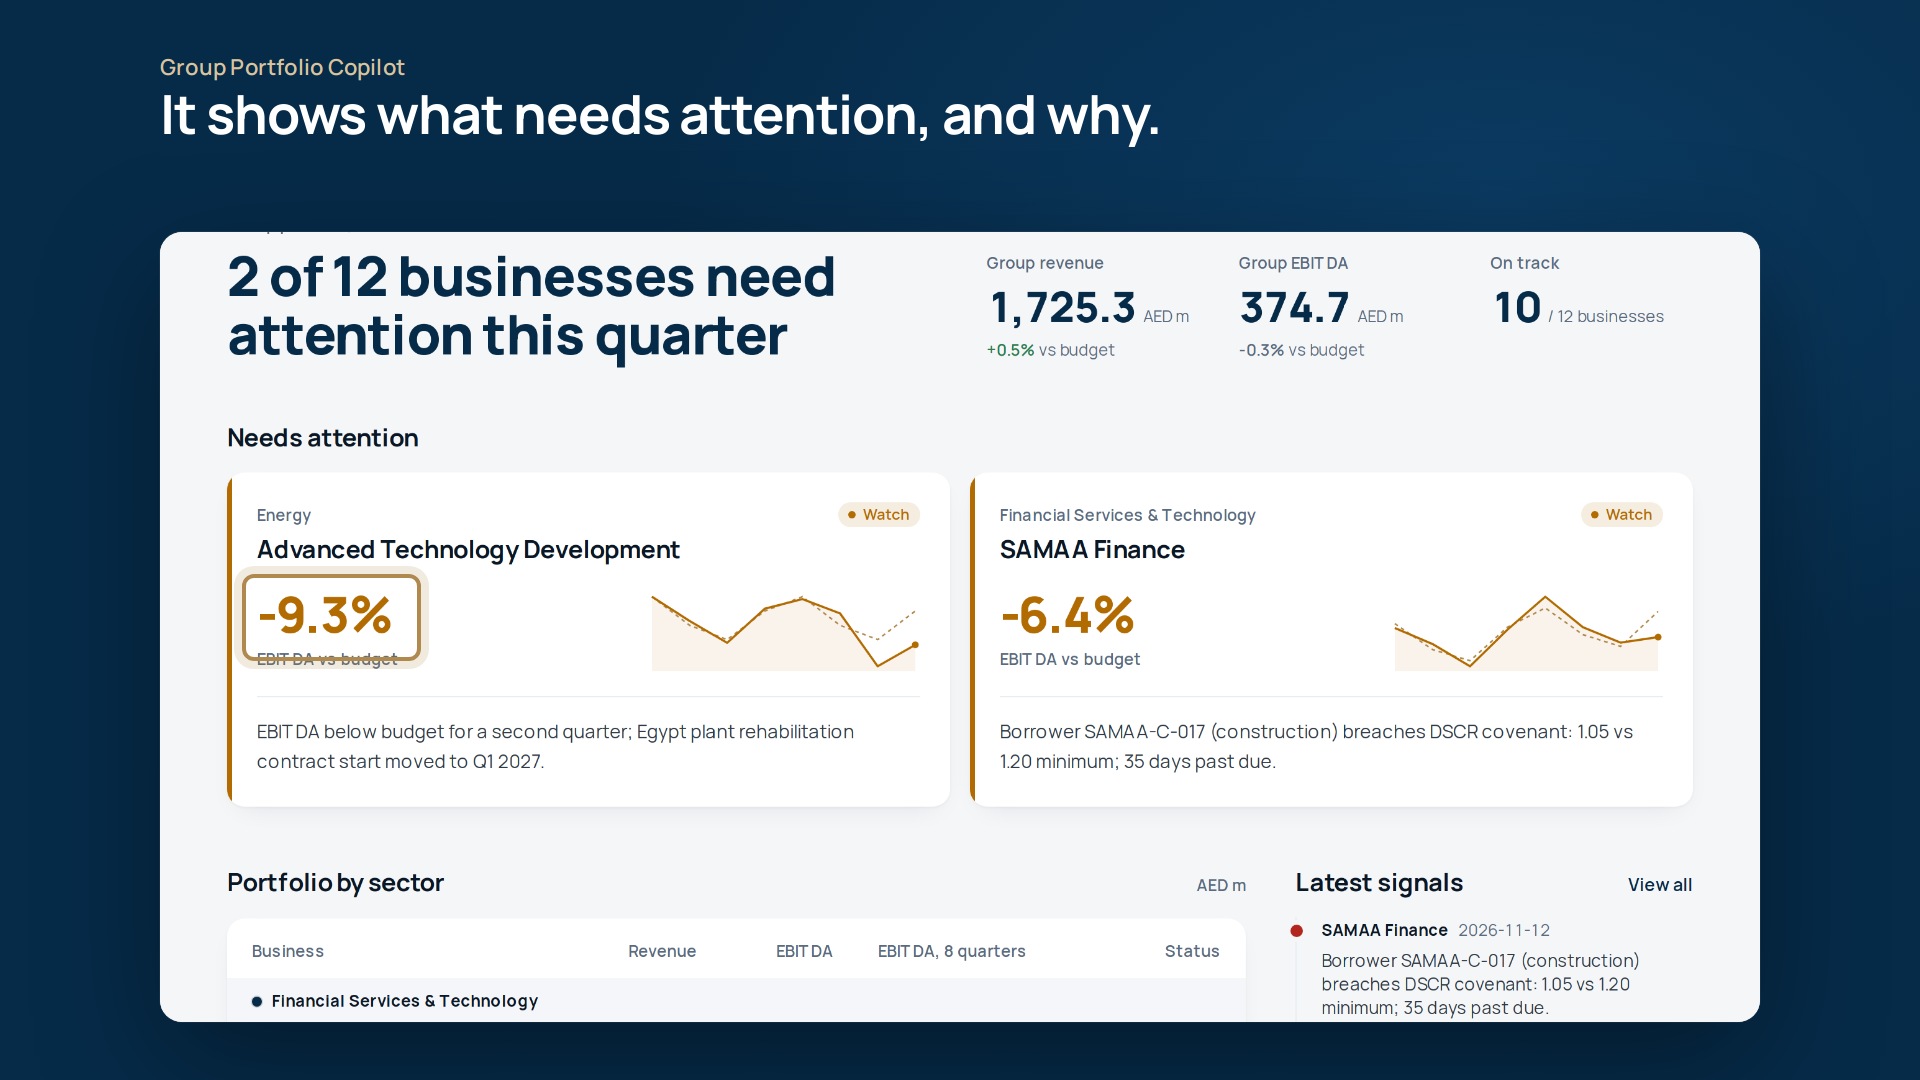 Group Portfolio Copilot
It shows what needs attention, and why.
2 of 12 businesses need
attention this quarter
Group revenue
1,725.3 AED m
+0.5% vs budget
Group EBITDA
374.7 AED m
-0.3% vs budget
On track
10 / 12 businesses
Needs attention
Energy
Watch
Advanced Technology Development
-9.3%
EBITDA vs budget
EBITDA below budget for a second quarter; Egypt plant rehabilitation
contract start moved to Q1 2027.
Financial Services & Technology
Watch
SAMAA Finance
-6.4%
EBITDA vs budget
Borrower SAMAA-C-017 (construction) breaches DSCR covenant: 1.05 vs
1.20 minimum; 35 days past due.
Portfolio by sector
AED m
Business Revenue EBITDA EBITDA, 8 quarters Status
Financial Services & Technology
Latest signals
View all
SAMAA Finance 2026-11-12
Borrower SAMAA-C-017 (construction)
breaches DSCR covenant: 1.05 vs 1.20
minimum; 35 days past due.